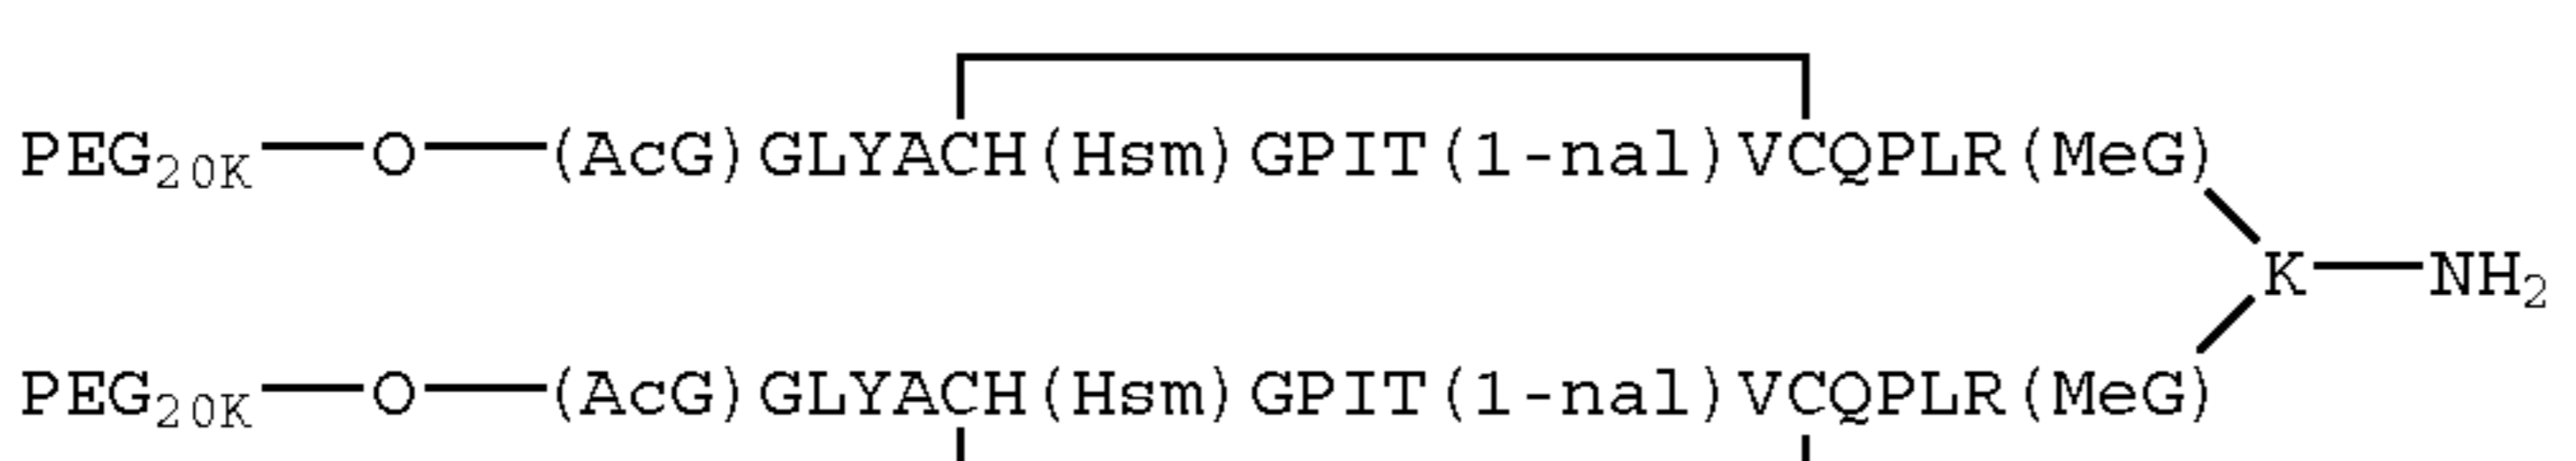 PEG20K—O—(AcG)GLYACH(Hsm)GPIT(1-nal)VCQPLR(MeG)
K—NH2
PEG20K—O—(AcG)GLYACH(Hsm)GPIT(1-nal)VCQPLR(MeG)